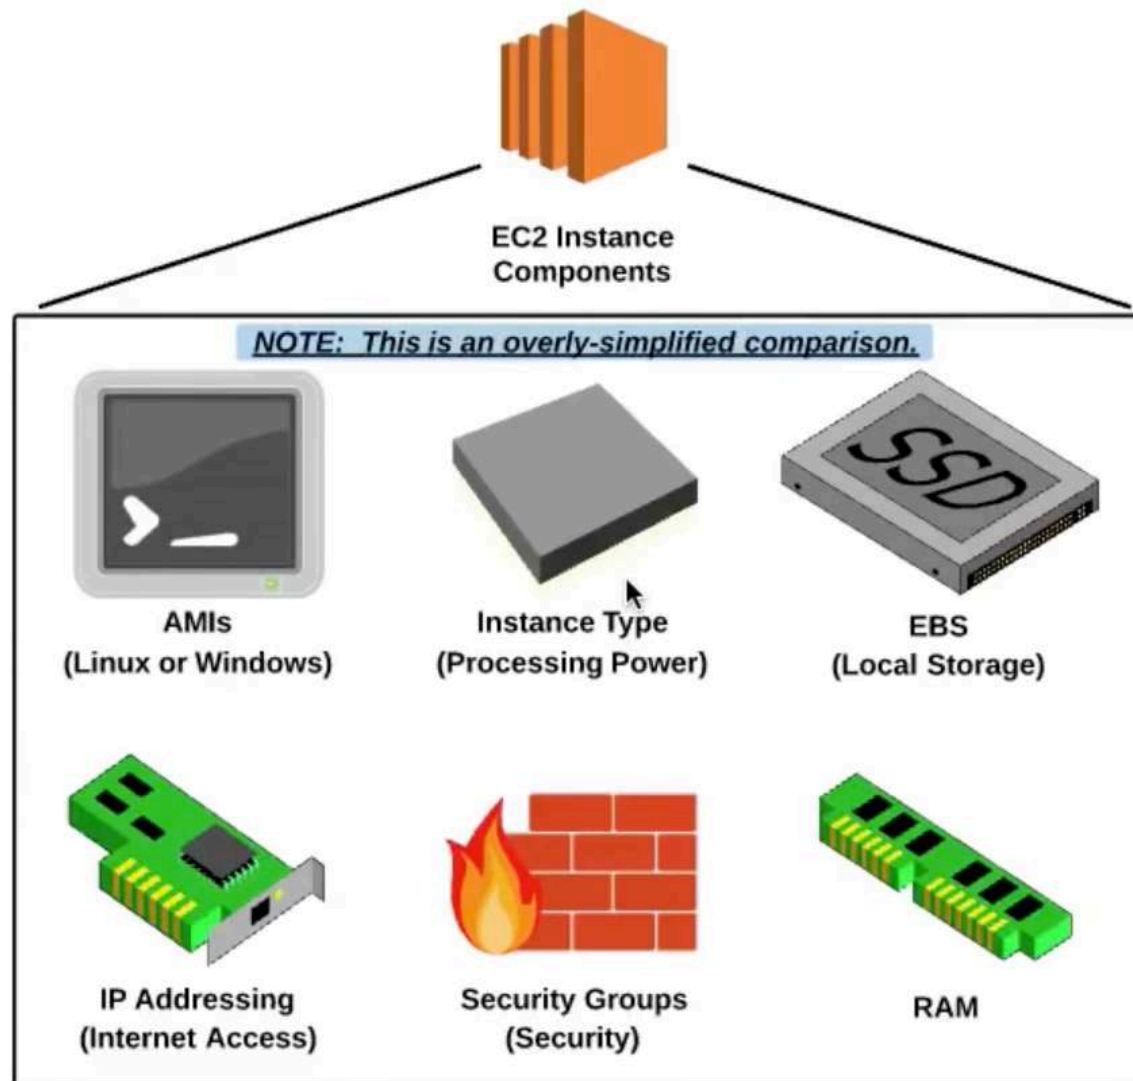 EC2 Instance
Components
NOTE: This is an overly-simplified comparison.
AMIs
(Linux or Windows)
Instance Type
(Processing Power)
SSD
EBS
(Local Storage)
IP Addressing
(Internet Access)
Security Groups
(Security)
RAM